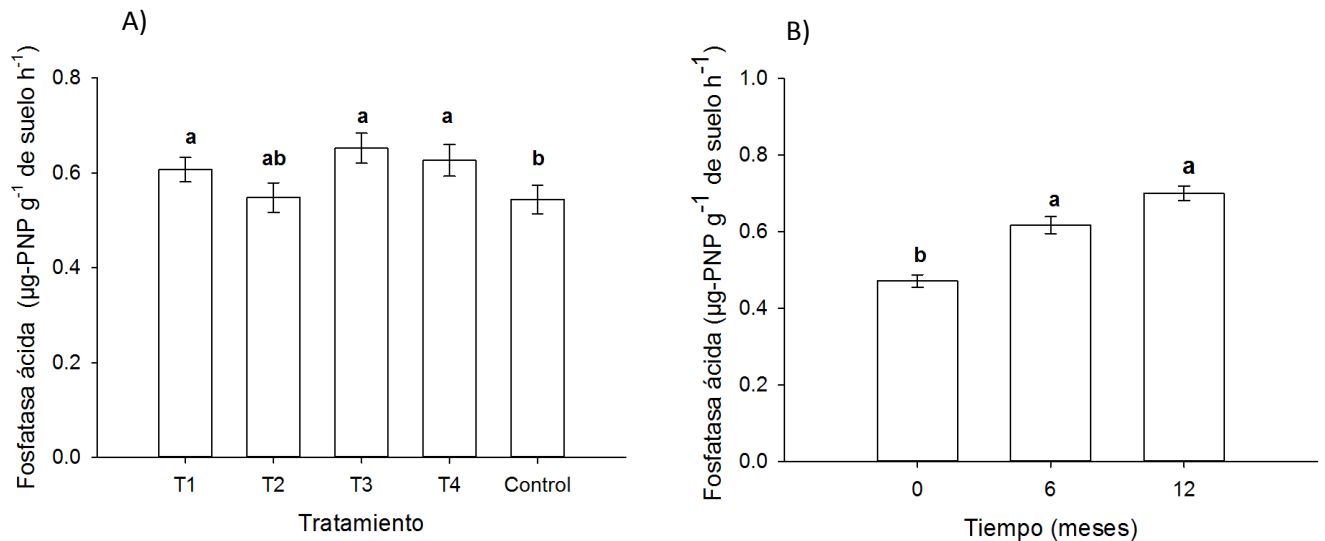 A)
Fosfatasa ácida (µg-PNP g-1 de suelo h-1)
0.8
0.6
0.4
0.2
0.0
a
ab
a
a
b
T1 T2 T3 T4 Control
Tratamiento
B)
Fosfatasa ácida (µg-PNP g-1 de suelo h-1)
1.0
0.8
0.6
0.4
0.2
0.0
b
a
a
0 6 12
Tiempo (meses)